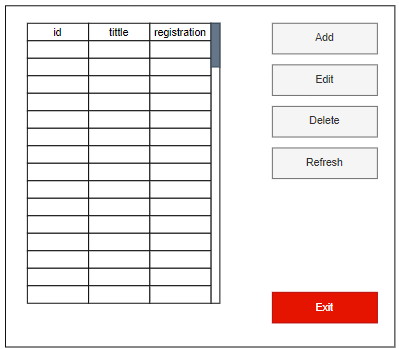 id tittle registration
Add
Edit
Delete
Refresh
Exit